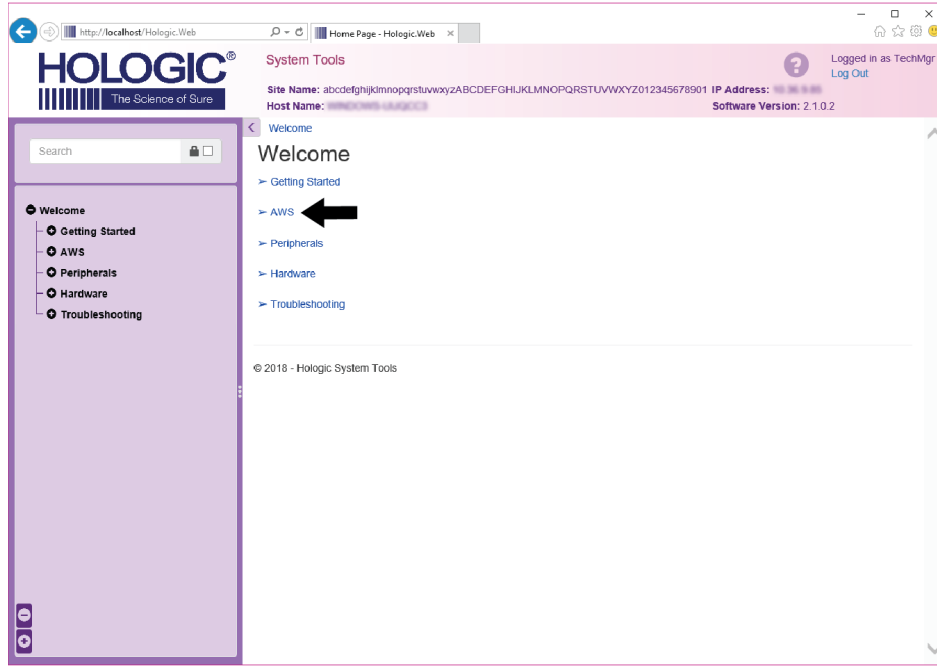 http://localhost/Hologic.Web
Home Page - Hologic.Web
HOLOGIC®
The Science of Sure
System Tools
Logged in as TechMgr
Log Out
Site Name: abcdefghijklmnopqrstuvwxyzABCDEFGHIJKLMNOPQRSTUVWXYZ012345678901 IP Address:
Host Name: Software Version: 2.1.0.2
Search
Welcome
Getting Started
AWS
Peripherals
Hardware
Troubleshooting
Welcome
Welcome
➢ Getting Started
➢ AWS
➢ Peripherals
➢ Hardware
➢ Troubleshooting
© 2018 - Hologic System Tools